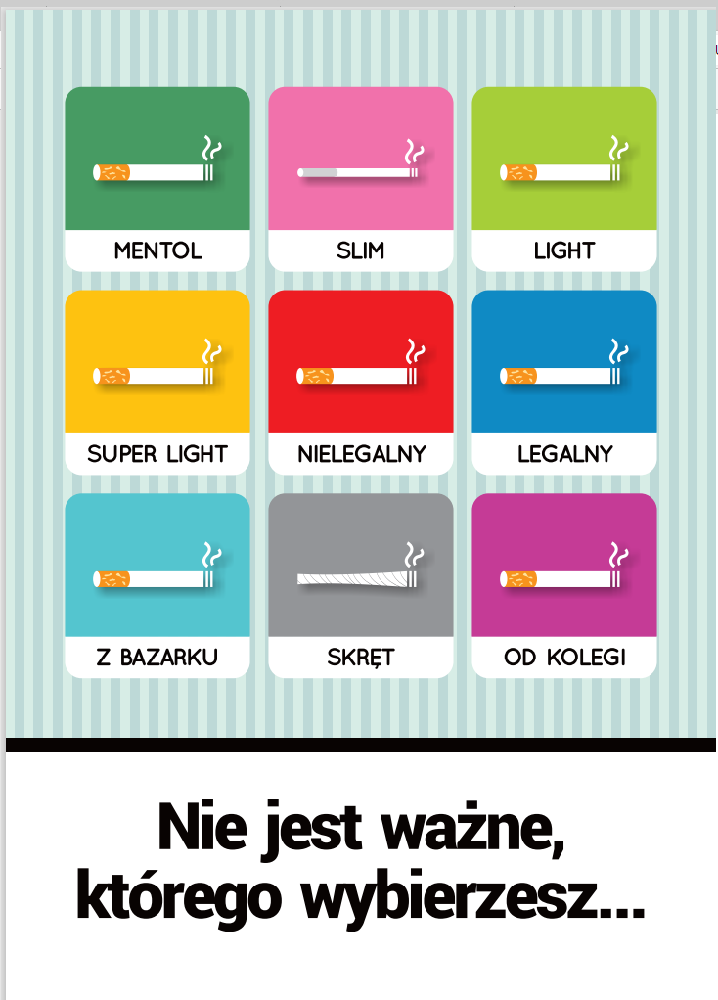 MENTOL SLIM LIGHT
SUPER LIGHT NIELEGALNY LEGALNY
Z BAZARKU SKRĘT OD KOLEGI
Nie jest ważne,
którego wybierzesz...